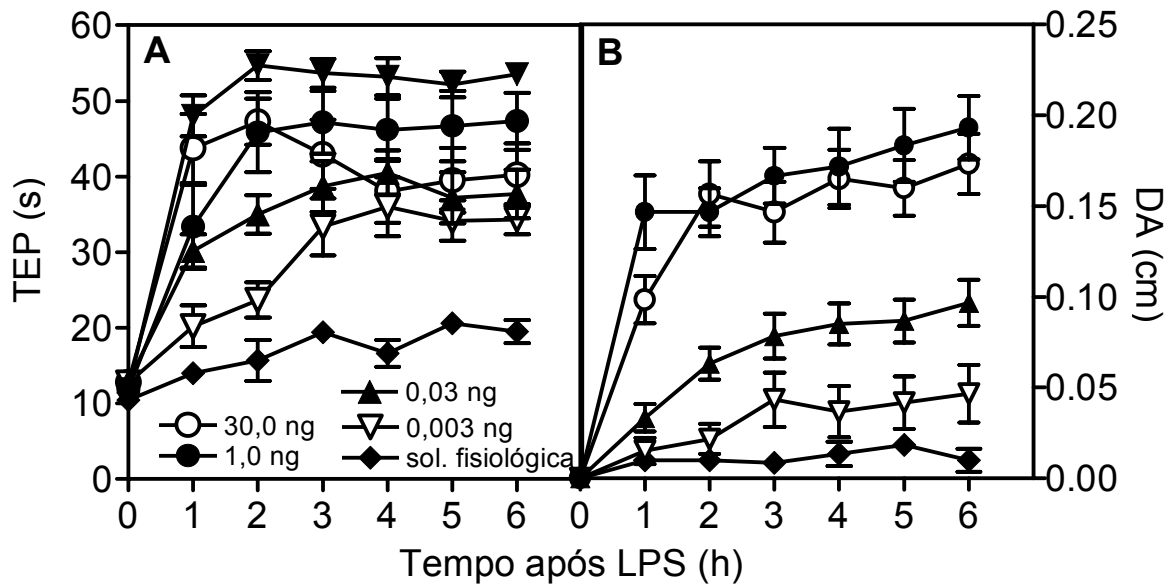 A
B
TEP (s)
60
50
40
30
20
10
0
0,03 ng
30,0 ng
0,003 ng
1,0 ng
sol. fisiológica
0 1 2 3 4 5 6
0 1 2 3 4 5 6
Tempo após LPS (h)
0.25
0.20
0.15
0.10
0.05
0.00
DA (cm)